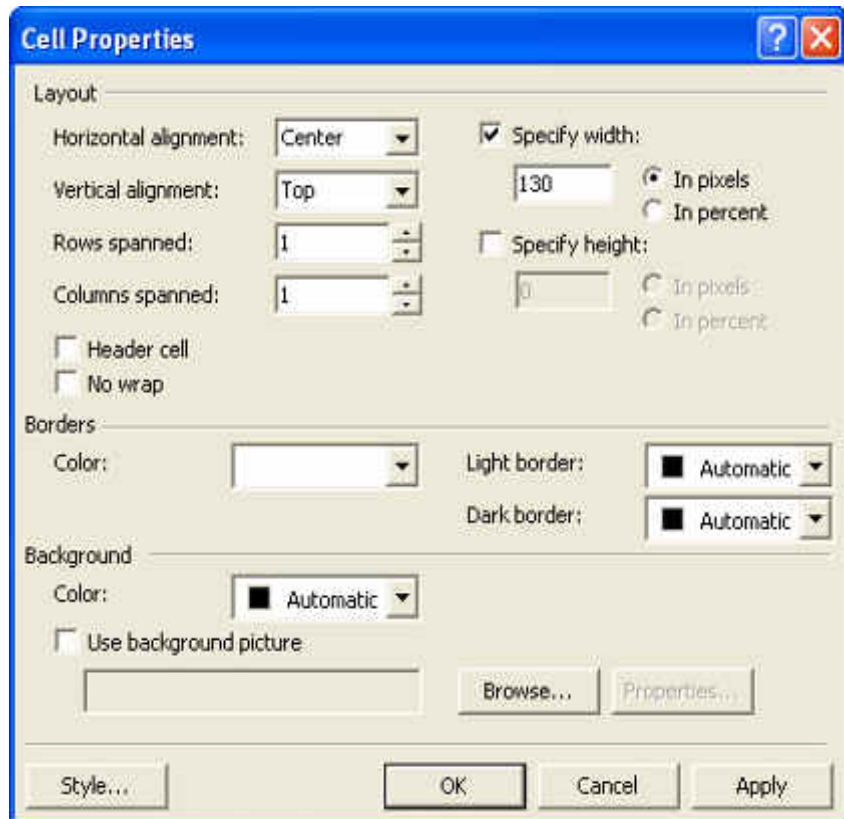 Cell Properties
Layout
Horizontal alignment: Center
Specify width:
130
In pixels
In percent
Vertical alignment: Top
Rows spanned: 1
Specify height:
0
In pixels
In percent
Columns spanned: 1
Header cell
No wrap
Borders
Color:
Light border: Automatic
Dark border: Automatic
Background
Color: Automatic
Use background picture
Browse... Properties...
Style... OK Cancel Apply